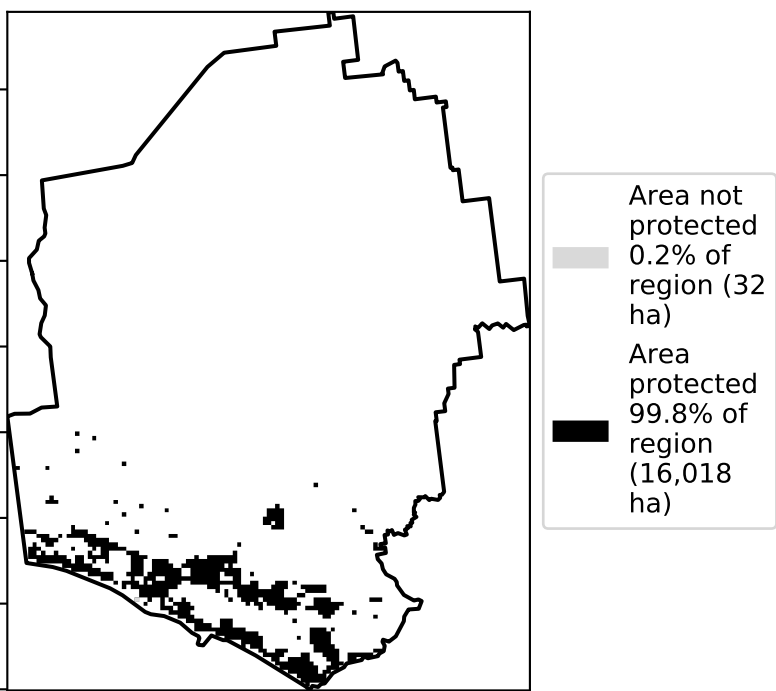 Area not
protected
0.2% of
region (32
ha)
Area
protected
99.8% of
region
(16,018
ha)